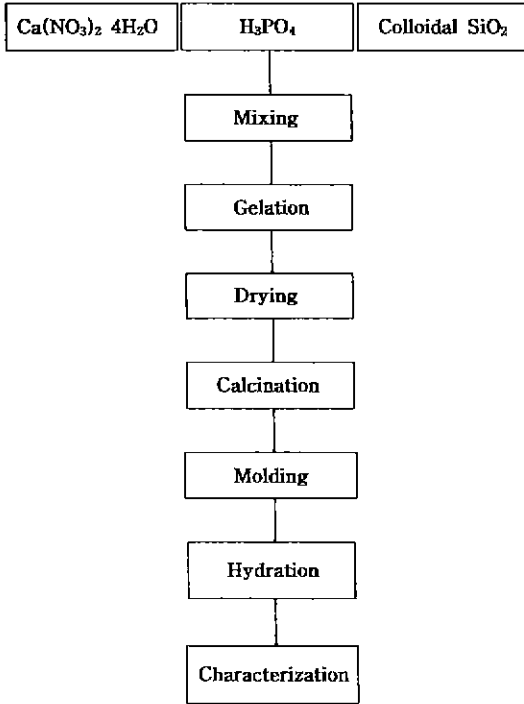 Ca(NO₃)₂ 4H₂O
H₃PO₄
Colloidal SiO₂
Mixing
Gelation
Drying
Calcination
Molding
Hydration
Characterization